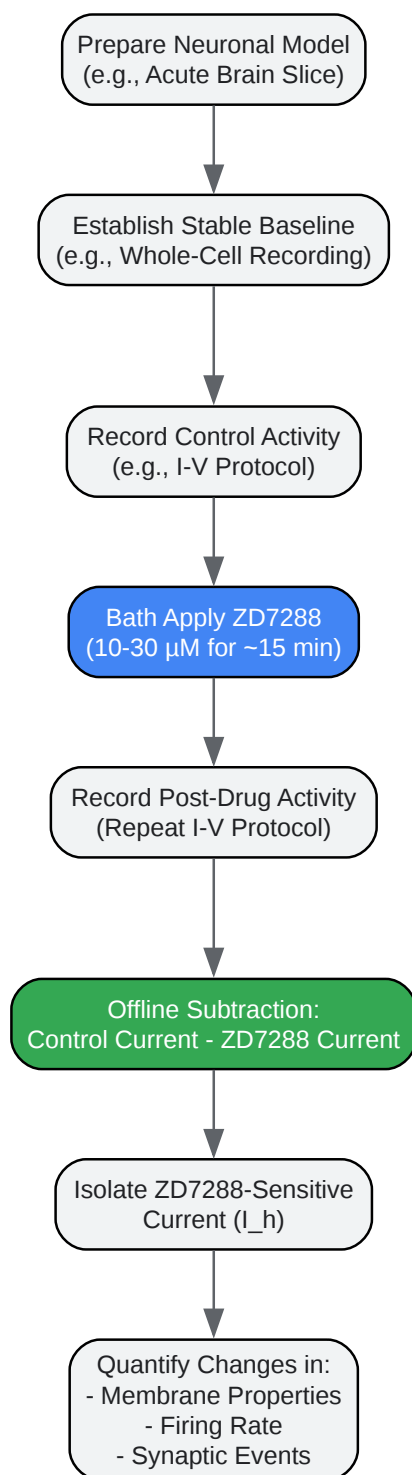 Prepare Neuronal Model
(e.g., Acute Brain Slice)
Establish Stable Baseline
(e.g., Whole-Cell Recording)
Record Control Activity
(e.g., I-V Protocol)
Bath Apply ZD7288
(10-30 µM for ~15 min)
Record Post-Drug Activity
(Repeat I-V Protocol)
Offline Subtraction:
Control Current - ZD7288 Current
Isolate ZD7288-Sensitive
Current (I_h)
Quantify Changes in:
- Membrane Properties
- Firing Rate
- Synaptic Events